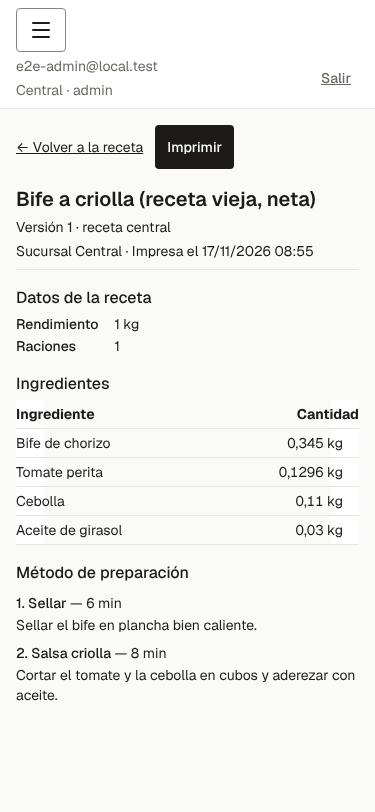 e2e-admin@local.test
Central · admin
Salir
← Volver a la receta
Imprimir
Bife a criolla (receta vieja, neta)
Versión 1 · receta central
Sucursal Central · Impresa el 17/11/2026 08:55
Datos de la receta
Rendimiento 1 kg
Raciones 1
Ingredientes
Ingrediente Cantidad
Bife de chorizo 0,345 kg
Tomate perita 0,1296 kg
Cebolla 0,11 kg
Aceite de girasol 0,03 kg
Método de preparación
1. Sellar — 6 min
Sellar el bife en plancha bien caliente.
2. Salsa criolla — 8 min
Cortar el tomate y la cebolla en cubos y aderezar con
aceite.